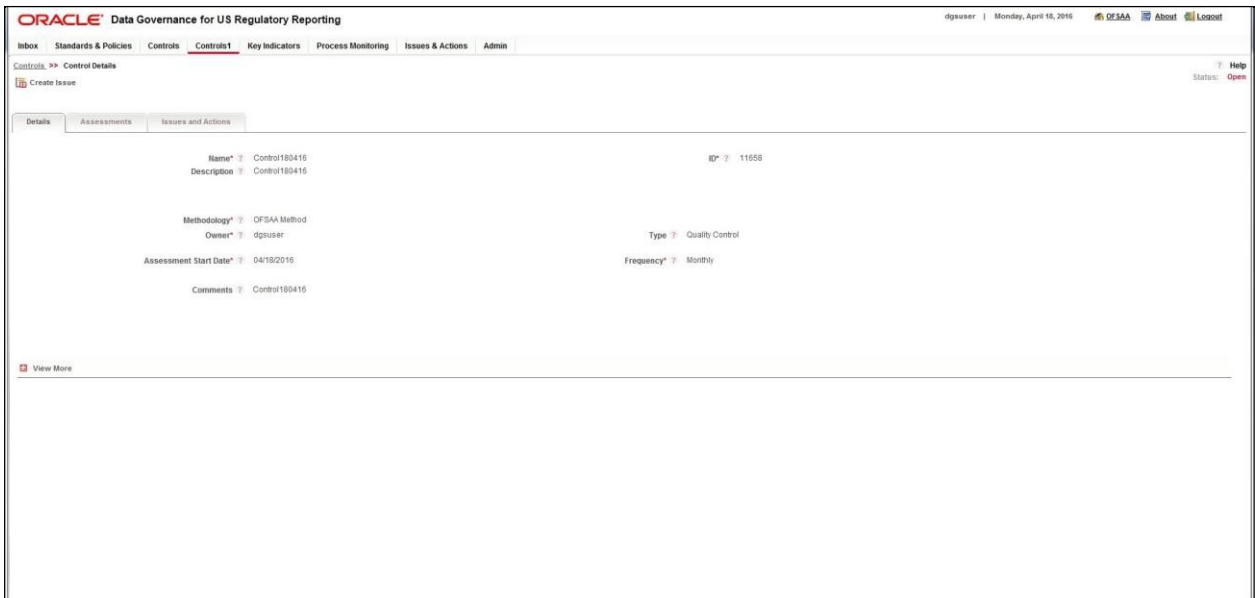 ORACLE Data Governance for US Regulatory Reporting dgsuser | Monday, April 18, 2016 OFSAA About Logout
Inbox Standards & Policies Controls Controls1 Key Indicators Process Monitoring Issues & Actions Admin
Controls >> Control Details ? Help
Create Issue Status: Open
Details Assessments Issues and Actions
Name* ? Control180416 ID* ? 11658
Description ? Control180416
Methodology* ? OFSAA Method
Owner* ? dgsuser Type ? Quality Control
Assessment Start Date* ? 04/18/2016 Frequency* ? Monthly
Comments ? Control180416
View More